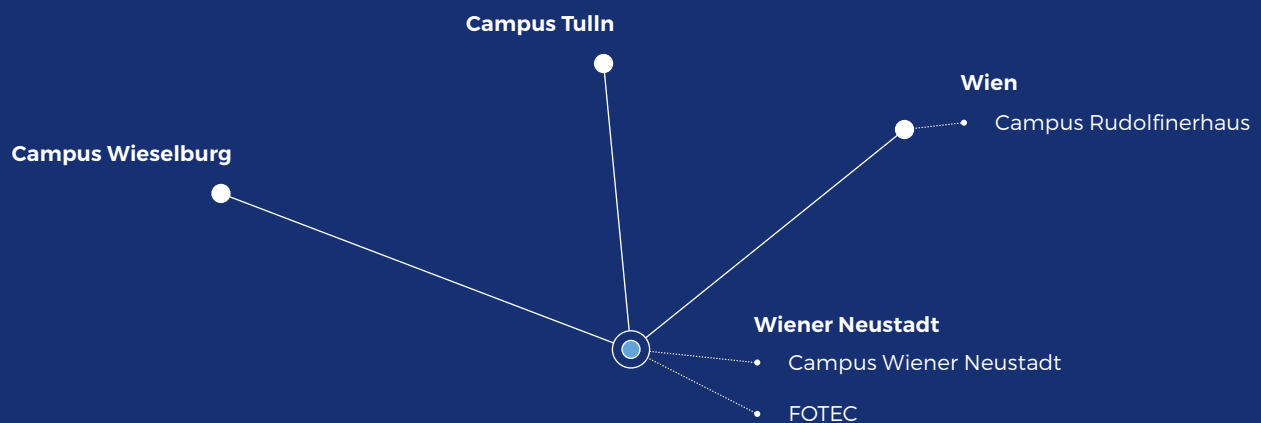 Campus Tulln
Wien
Campus Rudolfinerhaus
Campus Wieselburg
Wiener Neustadt
Campus Wiener Neustadt
FOTEC